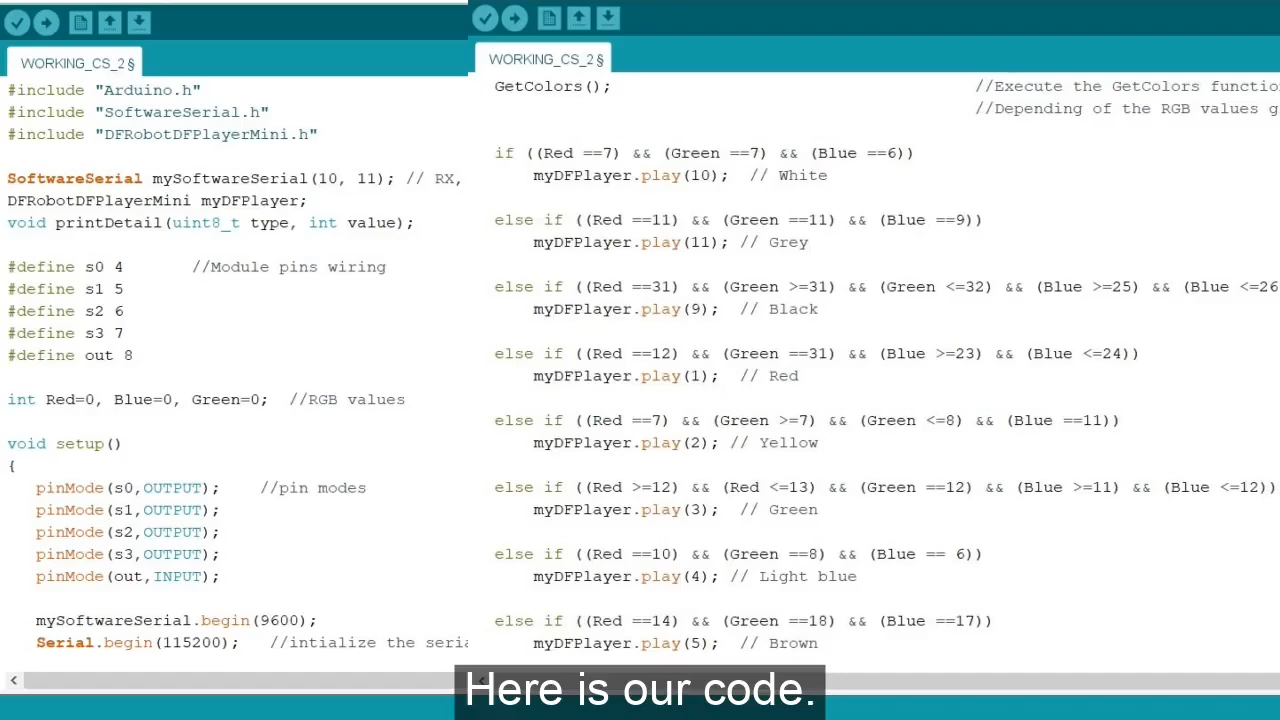 WORKING_CS_2 §
#include "Arduino.h"
#include "SoftwareSerial.h"
#include "DFRobotDFPlayerMini.h"
SoftwareSerial mySoftwareSerial(10, 11); // RX,
DFRobotDFPlayerMini myDFPlayer;
void printDetail(uint8_t type, int value);
#define s0 4 //Module pins wiring
#define s1 5
#define s2 6
#define s3 7
#define out 8
int Red=0, Blue=0, Green=0; //RGB values
void setup()
{
pinMode(s0,OUTPUT); //pin modes
pinMode(s1,OUTPUT);
pinMode(s2,OUTPUT);
pinMode(s3,OUTPUT);
pinMode(out,INPUT);
mySoftwareSerial.begin(9600);
Serial.begin(115200); //intialize the seria
WORKING_CS_2 §
GetColors(); //Execute the GetColors functio
//Depending of the RGB values g
if ((Red ==7) && (Green ==7) && (Blue ==6))
myDFPlayer.play(10); // White
else if ((Red ==11) && (Green ==11) && (Blue ==9))
myDFPlayer.play(11); // Grey
else if ((Red ==31) && (Green >=31) && (Green <=32) && (Blue >=25) && (Blue <=26
myDFPlayer.play(9); // Black
else if ((Red ==12) && (Green ==31) && (Blue >=23) && (Blue <=24))
myDFPlayer.play(1); // Red
else if ((Red ==7) && (Green >=7) && (Green <=8) && (Blue ==11))
myDFPlayer.play(2); // Yellow
else if ((Red >=12) && (Red <=13) && (Green ==12) && (Blue >=11) && (Blue <=12))
myDFPlayer.play(3); // Green
else if ((Red ==10) && (Green ==8) && (Blue == 6))
myDFPlayer.play(4); // Light blue
else if ((Red ==14) && (Green ==18) && (Blue ==17))
myDFPlayer.play(5); // Brown
Here is our code.